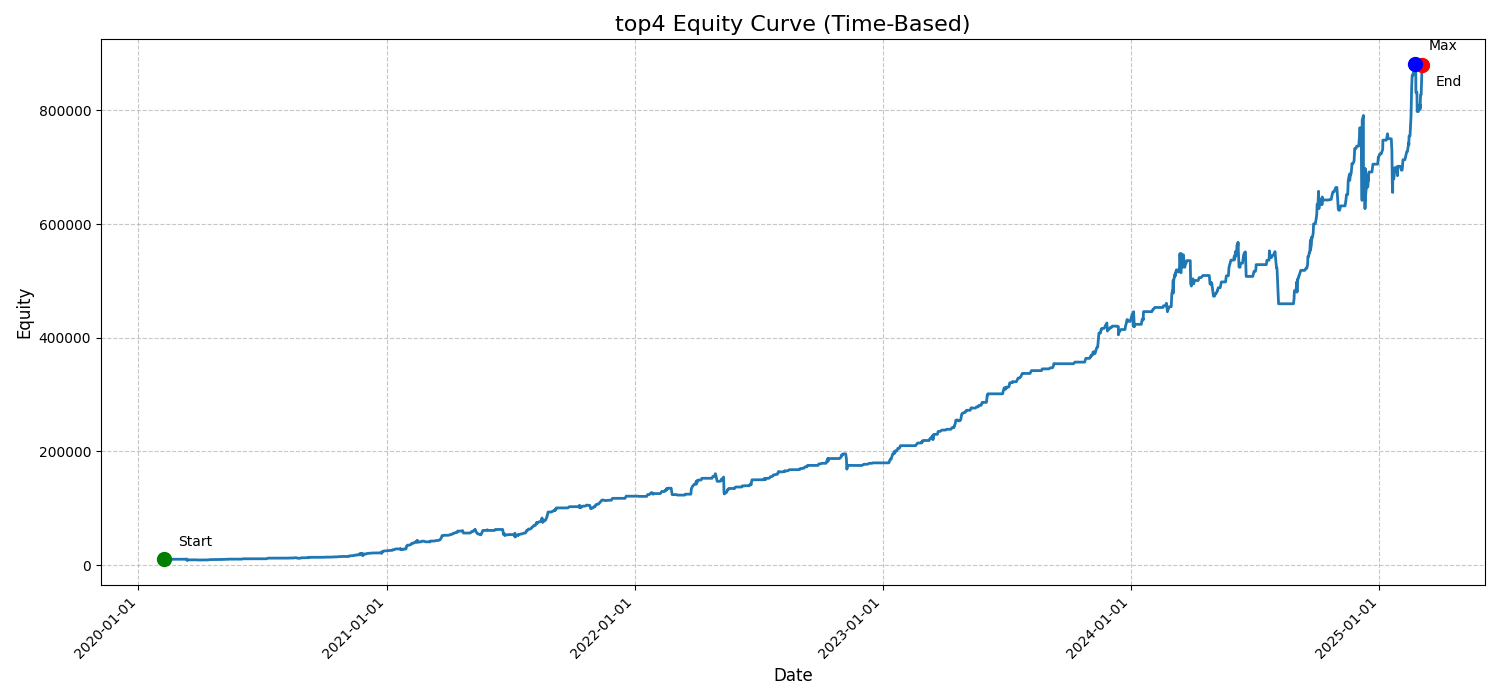 top4 Equity Curve (Time-Based)
Max
End
Start
Equity
800000
600000
400000
200000
0
2020-01-01
2021-01-01
2022-01-01
2023-01-01
2024-01-01
2025-01-01
Date